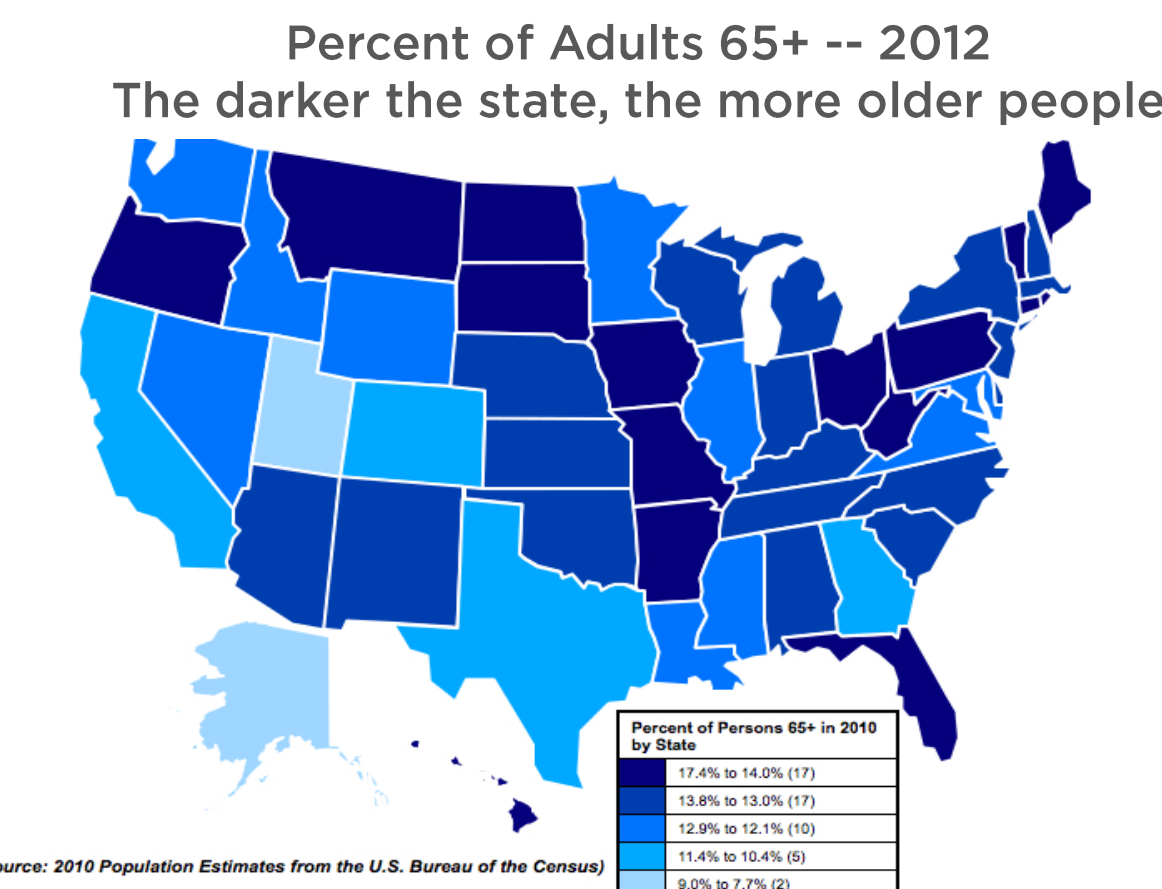 Percent of Adults 65+ -- 2012
The darker the state, the more older people
Percent of Persons 65+ in 2010
by State
17.4% to 14.0% (17)
13.8% to 13.0% (17)
12.9% to 12.1% (10)
11.4% to 10.4% (5)
9.0% to 7.7% (2)
ource: 2010 Population Estimates from the U.S. Bureau of the Census)